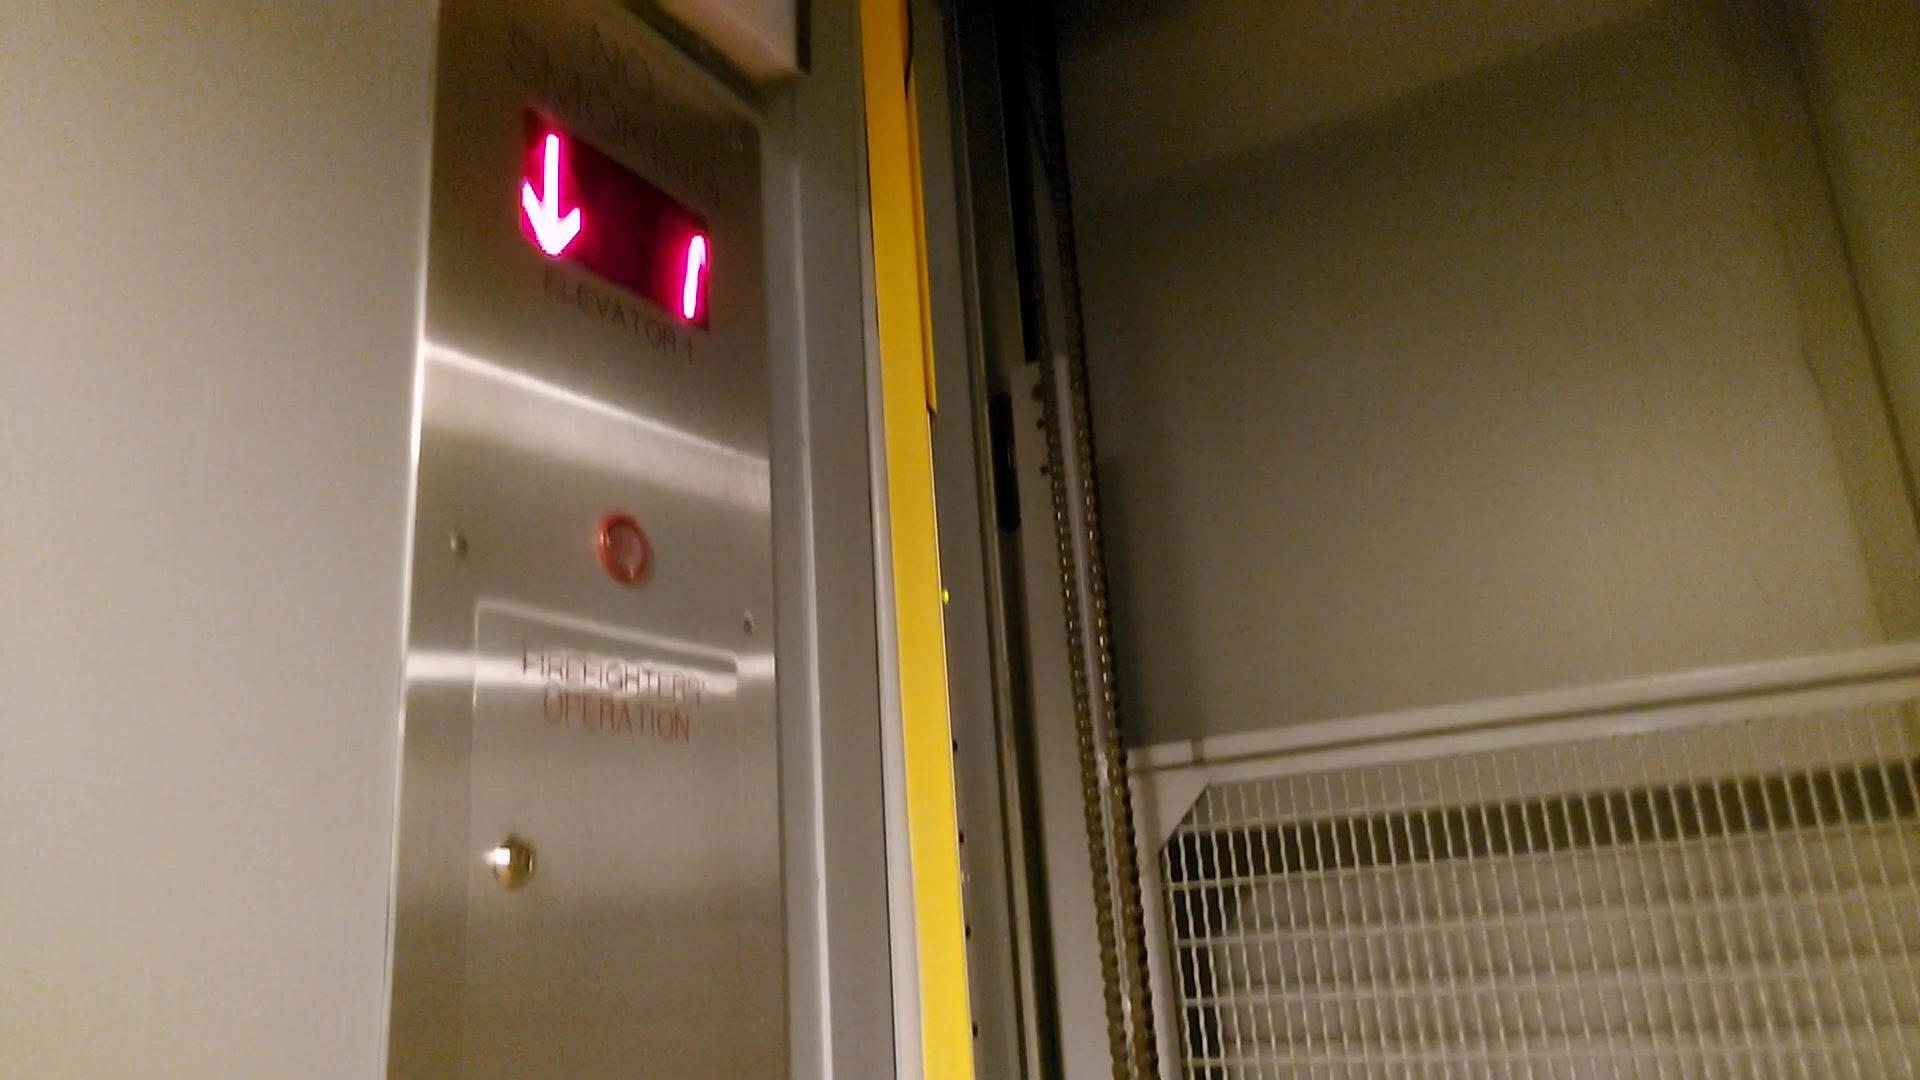 NO
SMOKING
↓ 1
ELEVATOR 1
FIREFIGHTERS'
OPERATION